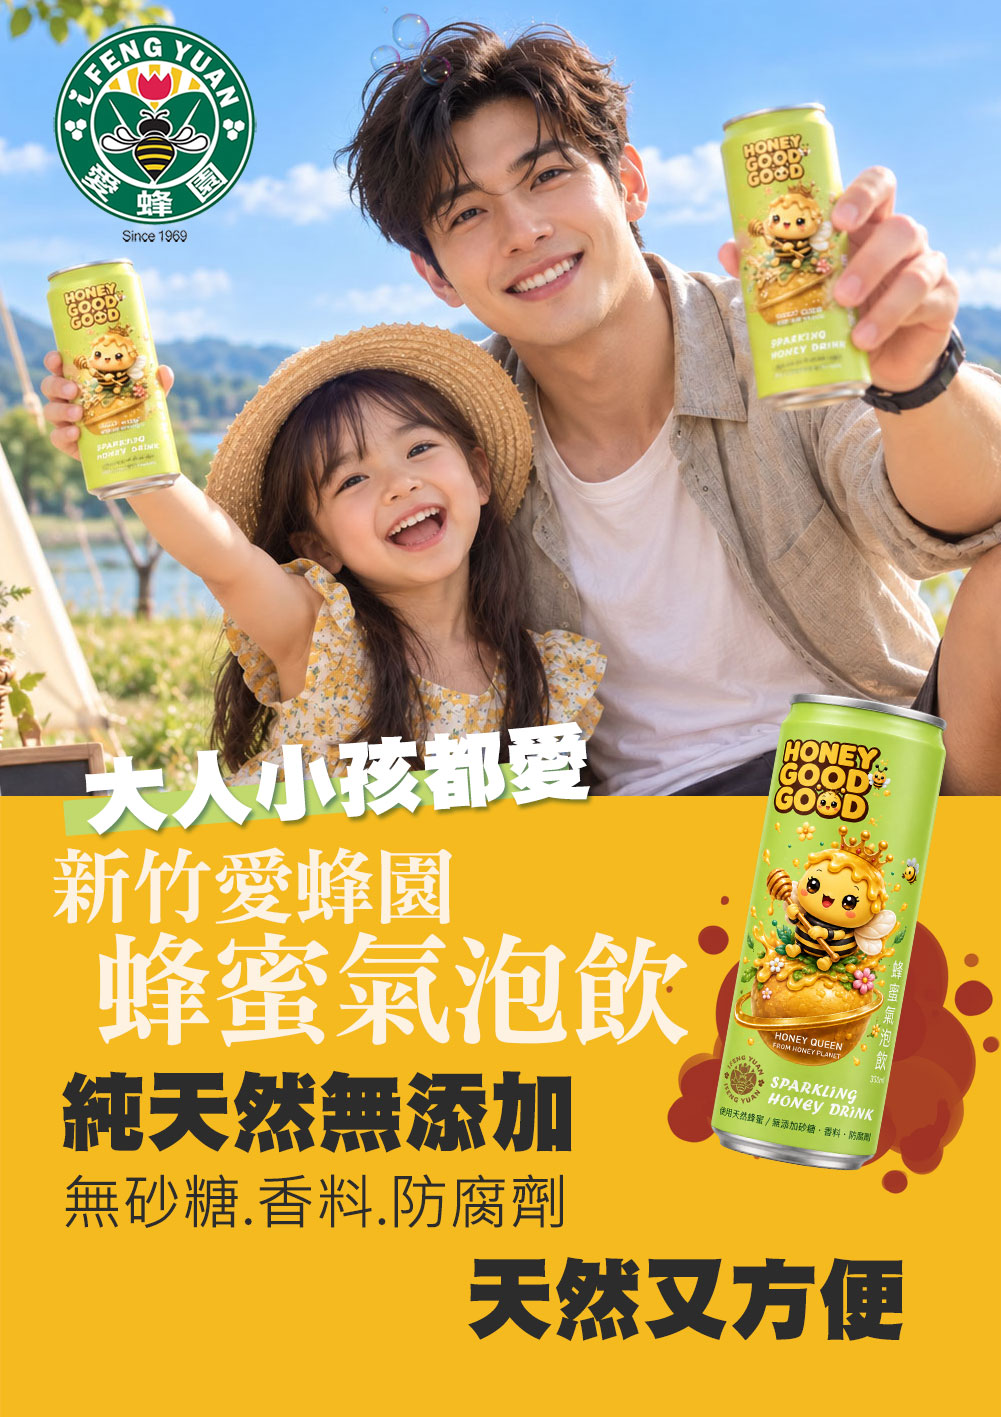 i FENG YUAN
愛蜂園
Since 1969
HONEY
GOOD
GOOD
SPARKLING
HONEY DRINK
HONEY
GOOD
GOOD
SPARKLING
HONEY DRINK
大人小孩都愛
新竹愛蜂園
蜂蜜氣泡飲
純天然無添加
無砂糖.香料.防腐劑
天然又方便
HONEY
GOOD
GOOD
蜂蜜氣泡飲
HONEY QUEEN
FROM HONEY PLANET
SPARKLING
HONEY DRINK
使用天然蜂蜜 / 無添加砂糖．香料．防腐劑